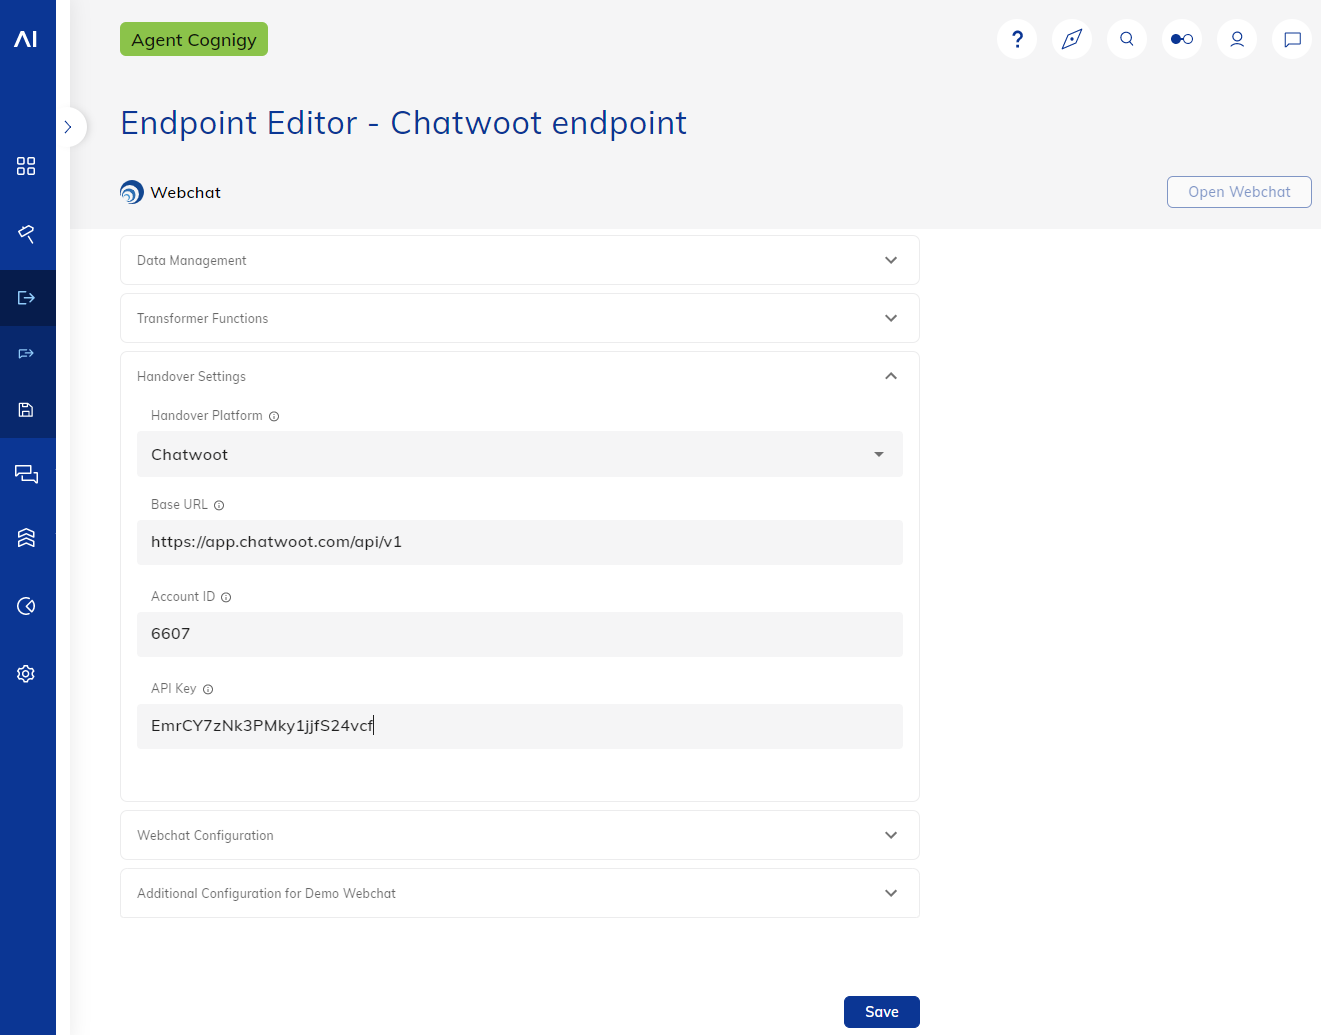 AI
Agent Cognigy
?
Endpoint Editor - Chatwoot endpoint
Webchat
Open Webchat
Data Management
Transformer Functions
Handover Settings
Handover Platform
Chatwoot
Base URL
https://app.chatwoot.com/api/v1
Account ID
6607
API Key
EmrCY7zNk3PMky1jjfS24vcf
Webchat Configuration
Additional Configuration for Demo Webchat
Save